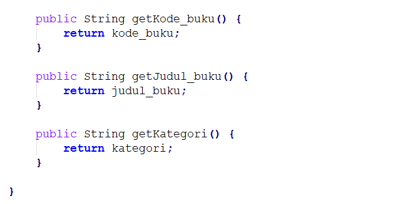 public String getKode_buku() {
return kode_buku;
}
public String getJudul_buku() {
return judul_buku;
}
public String getKategori() {
return kategori;
}
}